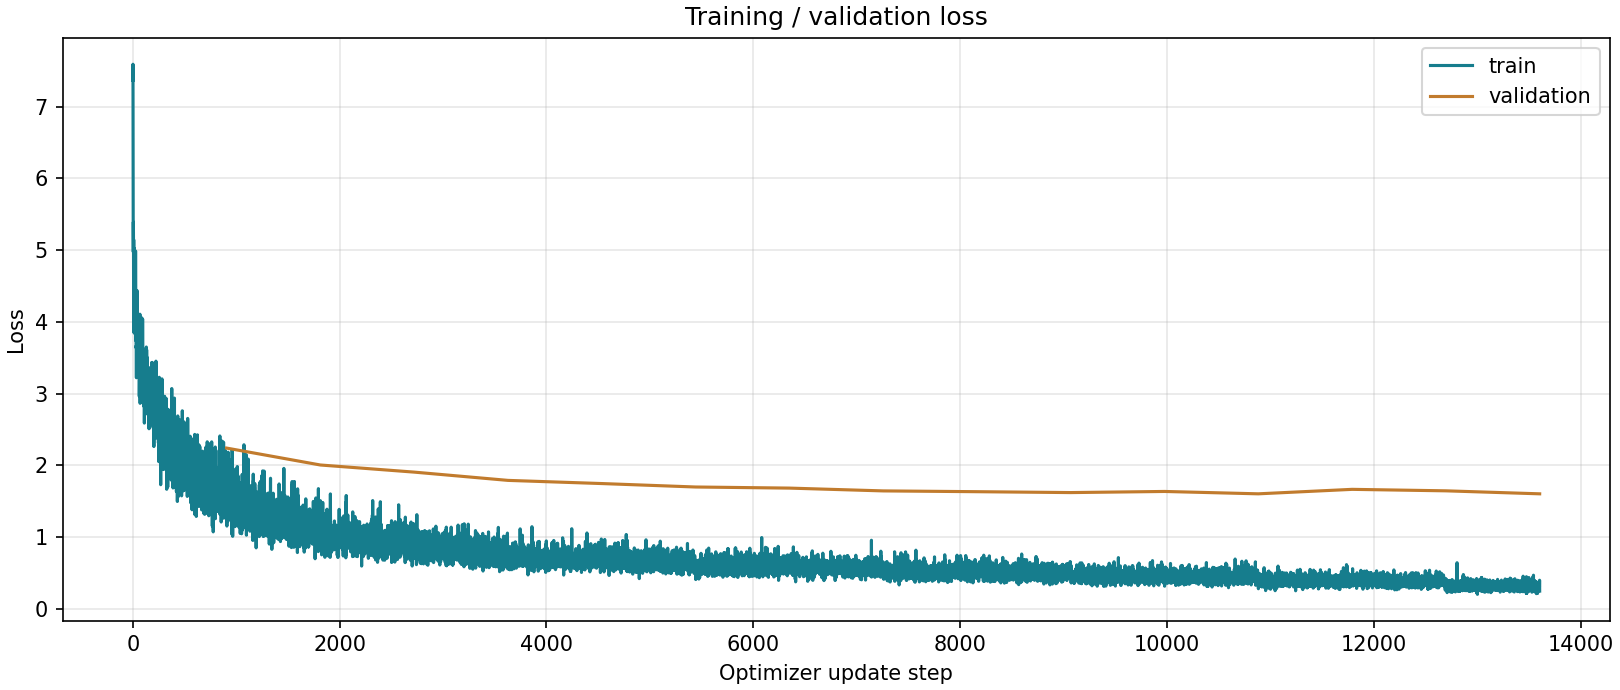 Training / validation loss
train
validation
7
6
5
4
3
2
1
0
Loss
0 2000 4000 6000 8000 10000 12000 14000
Optimizer update step